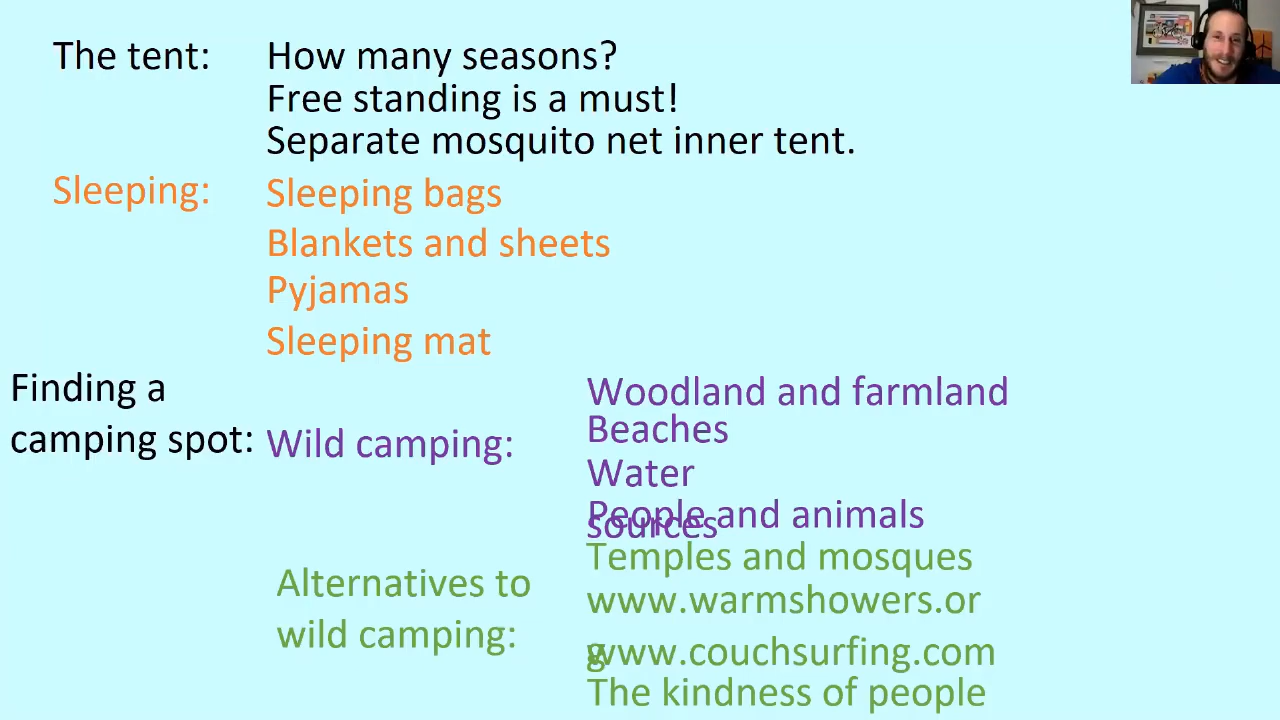 The tent:
How many seasons?
Free standing is a must!
Separate mosquito net inner tent.
Sleeping:
Sleeping bags
Blankets and sheets
Pyjamas
Sleeping mat
Finding a
camping spot:
Wild camping:
Woodland and farmland
Beaches
Water
sources
People and animals
Alternatives to
wild camping:
Temples and mosques
www.warmshowers.or
g
www.couchsurfing.com
The kindness of people